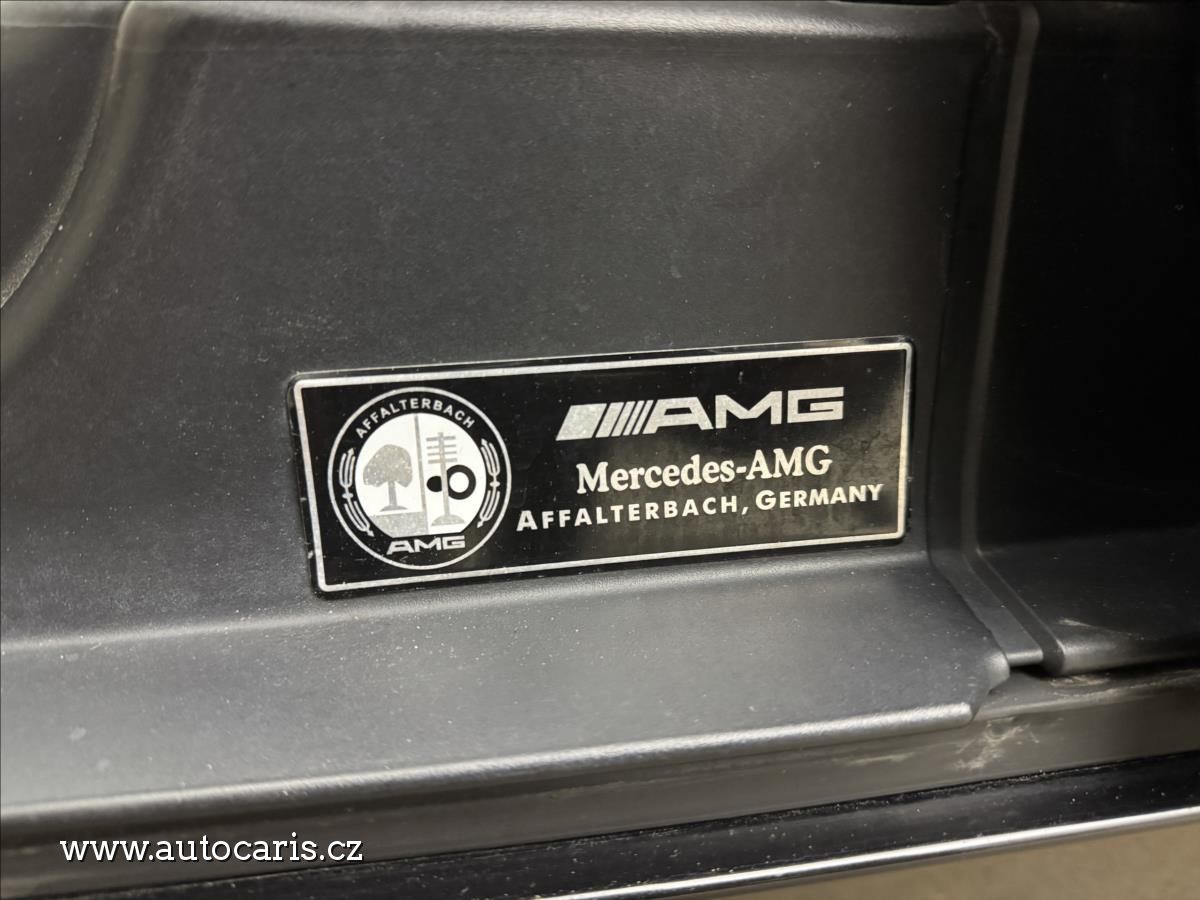 AFFALTERBACH
AMG
AMG
Mercedes-AMG
AFFALTERBACH, GERMANY
www.autocaris.cz